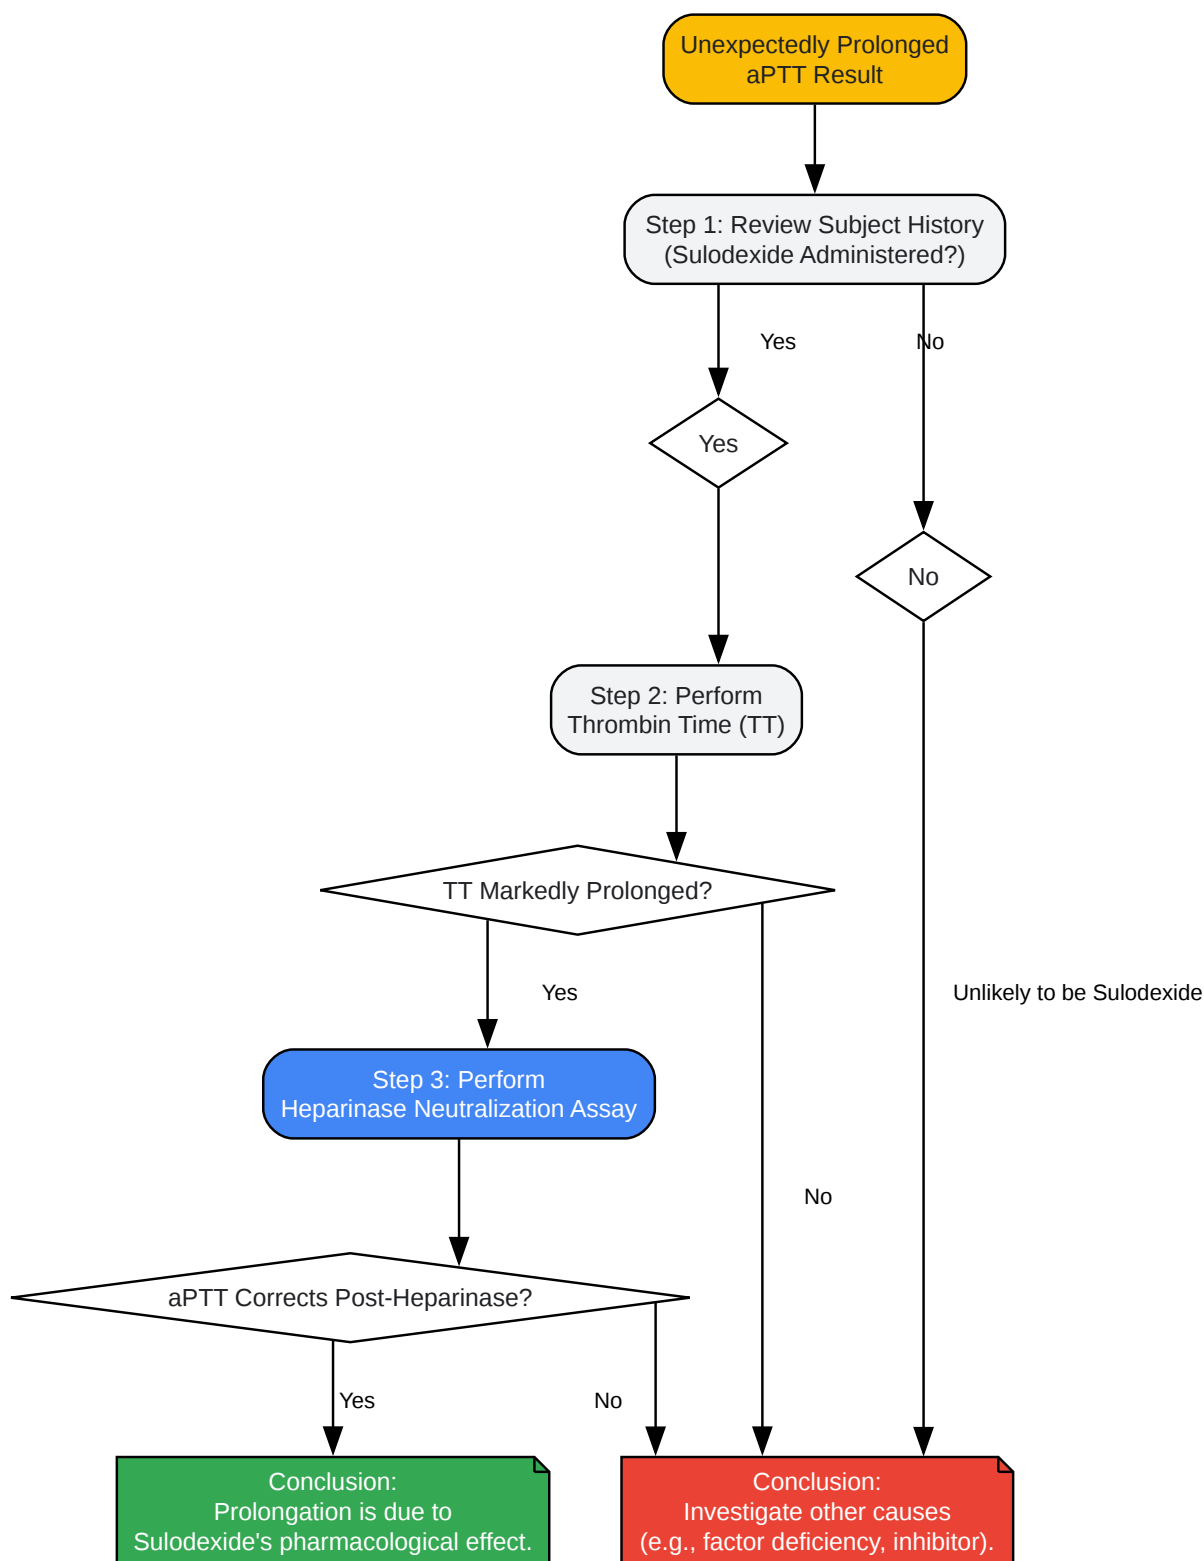 Unexpectedly Prolonged
aPTT Result
Step 1: Review Subject History
(Sulodexide Administered?)
Yes
No
Yes
No
Step 2: Perform
Thrombin Time (TT)
TT Markedly Prolonged?
Yes
Unlikely to be Sulodexide
Step 3: Perform
Heparinase Neutralization Assay
No
aPTT Corrects Post-Heparinase?
Yes
No
Conclusion:
Prolongation is due to
Sulodexide's pharmacological effect.
Conclusion:
Investigate other causes
(e.g., factor deficiency, inhibitor).